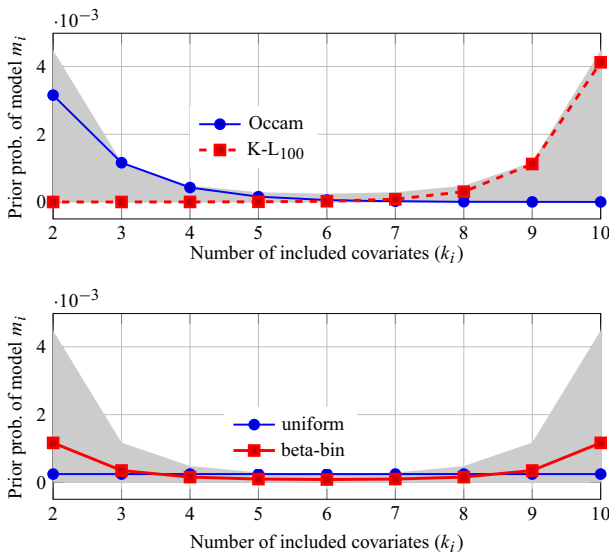 ·10⁻³
4
2
0
Prior prob. of model mᵢ
Occam
K-L₁₀₀
2 3 4 5 6 7 8 9 10
Number of included covariates (kᵢ)
·10⁻³
4
2
0
Prior prob. of model mᵢ
uniform
beta-bin
2 3 4 5 6 7 8 9 10
Number of included covariates (kᵢ)